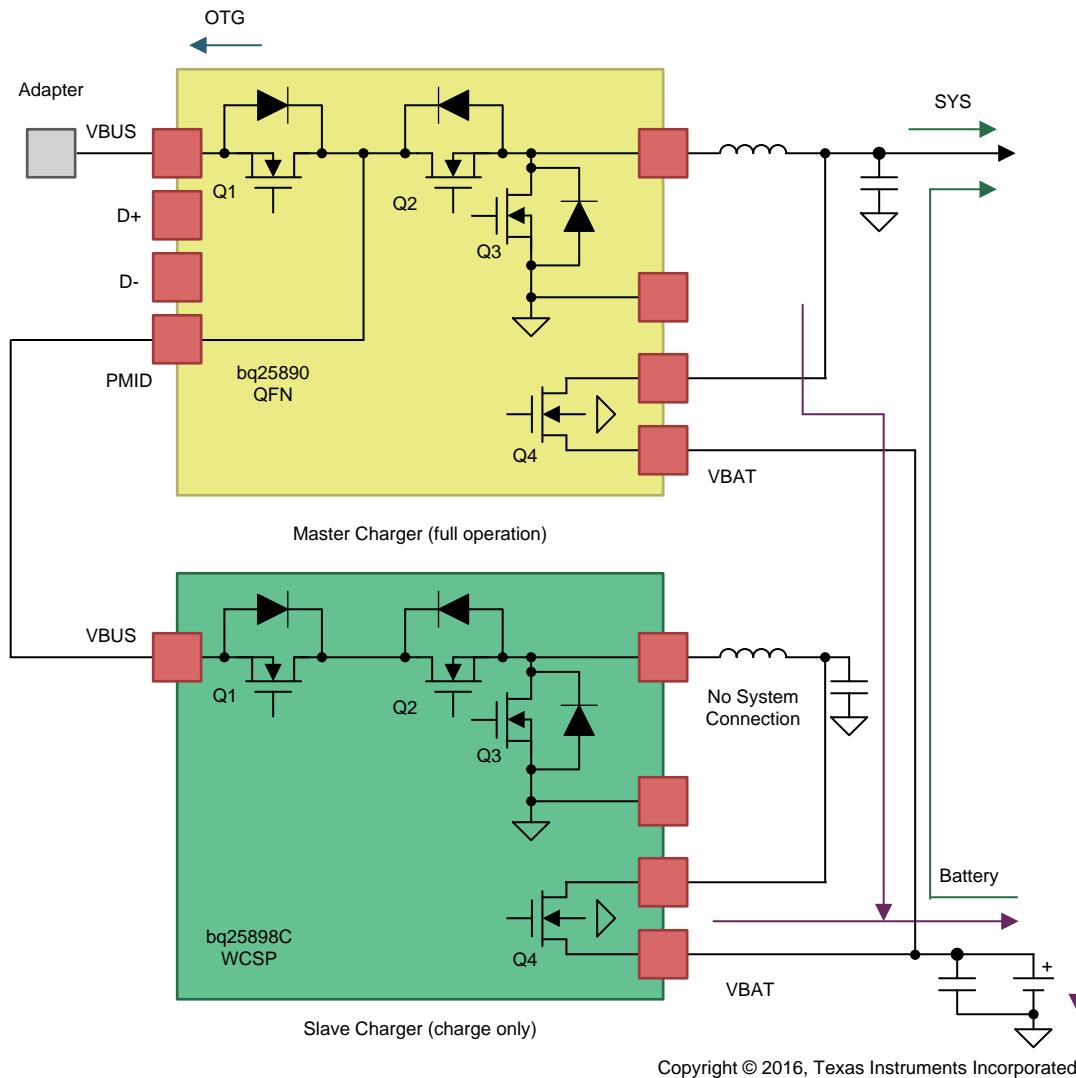 OTG
Adapter
SYS
VBUS
Q1
Q2
D+
Q3
D-
PMID
bq25890
QFN
Q4
VBAT
Master Charger (full operation)
VBUS
Q1
Q2
No System
Connection
Q3
Battery
bq25898C
WCSP
Q4
+
VBAT
Slave Charger (charge only)
Copyright © 2016, Texas Instruments Incorporated